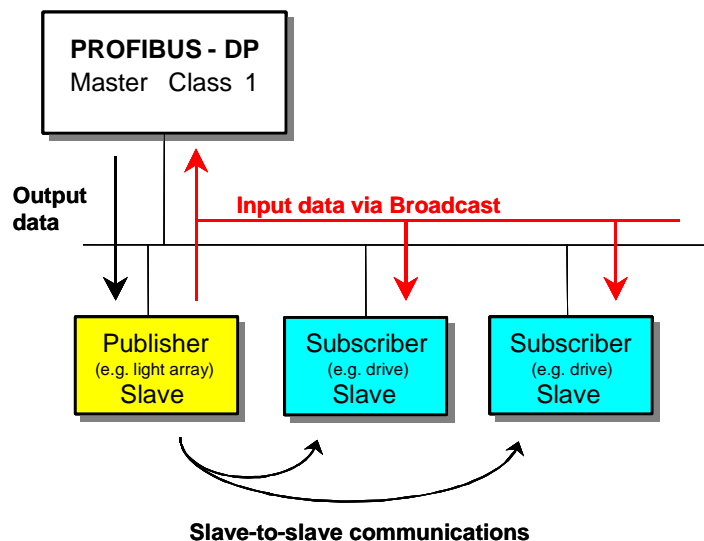 PROFIBUS - DP
Master Class 1
Output
data
Input data via Broadcast
Publisher
(e.g. light array)
Slave
Subscriber
(e.g. drive)
Slave
Subscriber
(e.g. drive)
Slave
Slave-to-slave communications